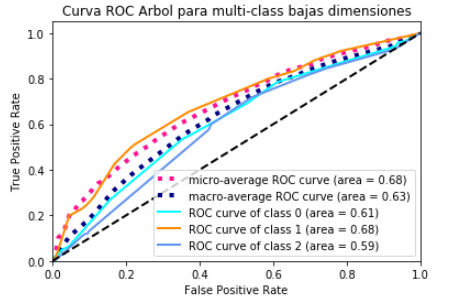 Curva ROC Arbol para multi-class bajas dimensiones
True Positive Rate
1.0
0.8
0.6
0.4
0.2
0.0
micro-average ROC curve (area = 0.68)
macro-average ROC curve (area = 0.63)
ROC curve of class 0 (area = 0.61)
ROC curve of class 1 (area = 0.68)
ROC curve of class 2 (area = 0.59)
0.0 0.2 0.4 0.6 0.8 1.0
False Positive Rate